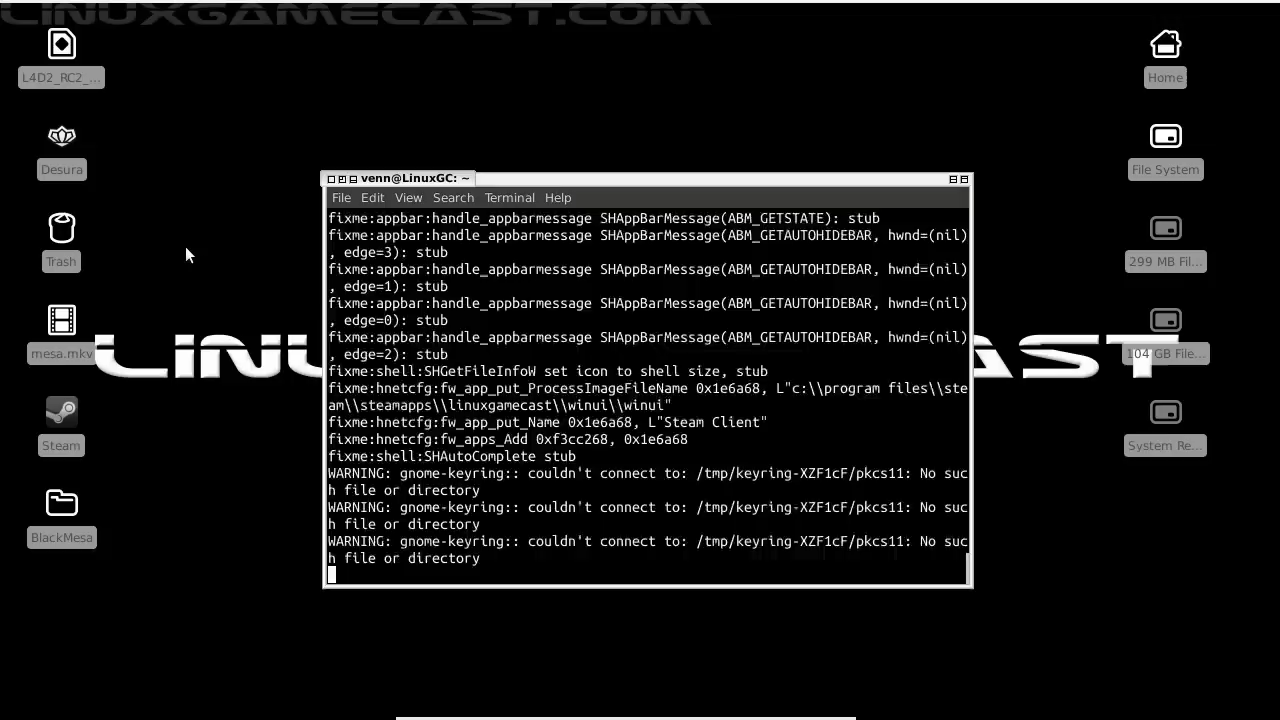 LINUXGAMECAST.COM
L4D2_RC2_...
Desura
Trash
mesa.mkv
Steam
BlackMesa
venn@LinuxGC: ~
File Edit View Search Terminal Help
fixme:appbar:handle_appbarmessage SHAppBarMessage(ABM_GETSTATE): stub
fixme:appbar:handle_appbarmessage SHAppBarMessage(ABM_GETAUTOHIDEBAR, hwnd=(nil)
, edge=3): stub
fixme:appbar:handle_appbarmessage SHAppBarMessage(ABM_GETAUTOHIDEBAR, hwnd=(nil)
, edge=1): stub
fixme:appbar:handle_appbarmessage SHAppBarMessage(ABM_GETAUTOHIDEBAR, hwnd=(nil)
, edge=0): stub
fixme:appbar:handle_appbarmessage SHAppBarMessage(ABM_GETAUTOHIDEBAR, hwnd=(nil)
, edge=2): stub
fixme:shell:SHGetFileInfoW set icon to shell size, stub
fixme:hnetcfg:fw_app_put_ProcessImageFileName 0x1e6a68, L"c:\\program files\\ste
am\\steamapps\\linuxgamecast\\winui\\winui"
fixme:hnetcfg:fw_app_put_Name 0x1e6a68, L"Steam Client"
fixme:hnetcfg:fw_apps_Add 0xf3cc268, 0x1e6a68
fixme:shell:SHAutoComplete stub
WARNING: gnome-keyring:: couldn't connect to: /tmp/keyring-XZF1cF/pkcs11: No suc
h file or directory
WARNING: gnome-keyring:: couldn't connect to: /tmp/keyring-XZF1cF/pkcs11: No suc
h file or directory
WARNING: gnome-keyring:: couldn't connect to: /tmp/keyring-XZF1cF/pkcs11: No suc
h file or directory
Home
File System
299 MB Fil...
104 GB File...
System Re...